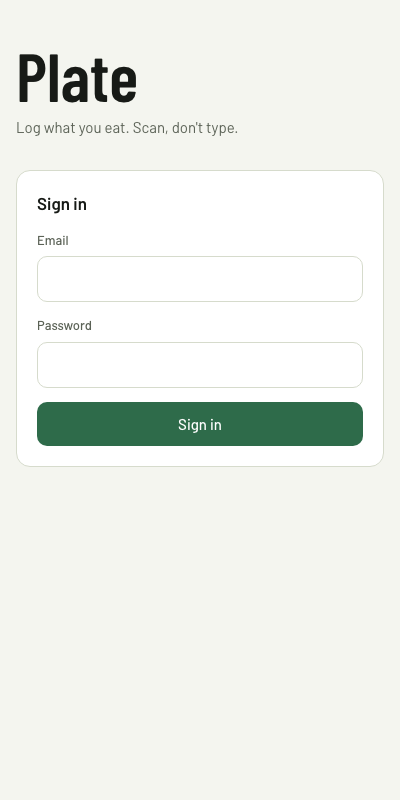 Plate
Log what you eat. Scan, don't type.
Sign in
Email
Password
Sign in